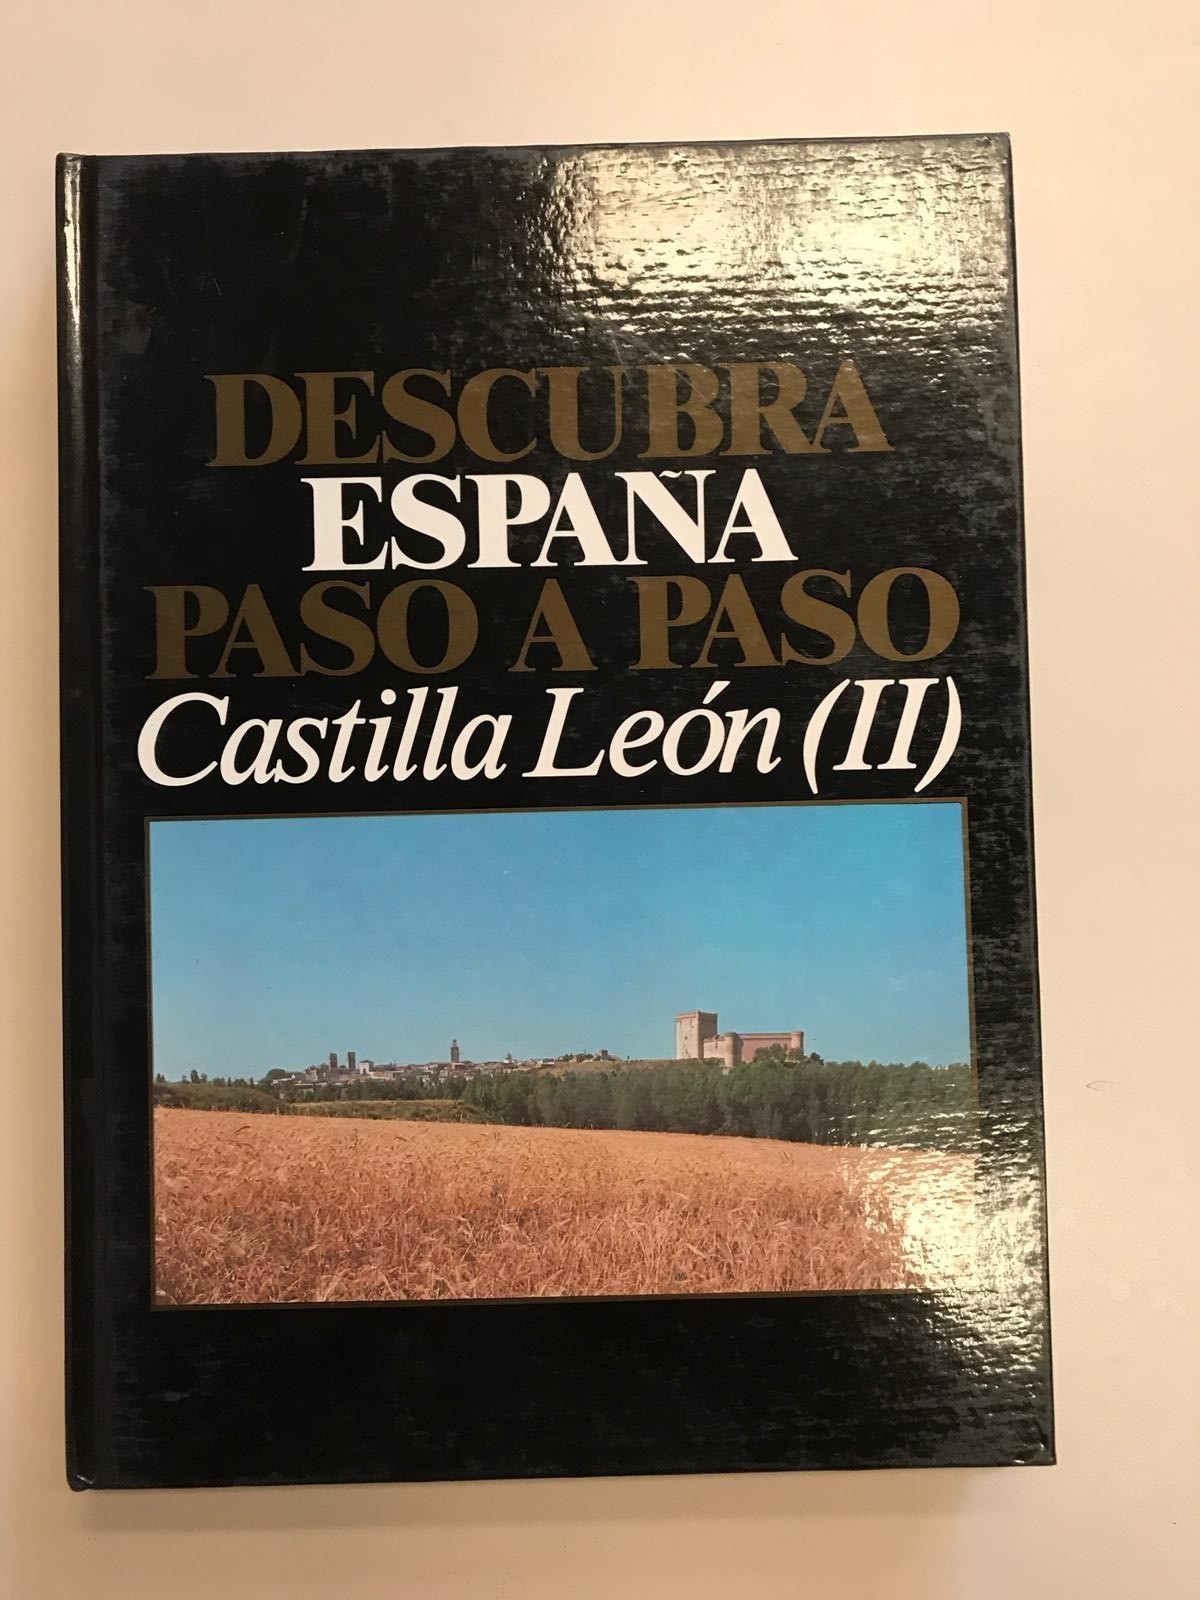 DESCUBRA
ESPAÑA
PASO A PASO
Castilla León (II)